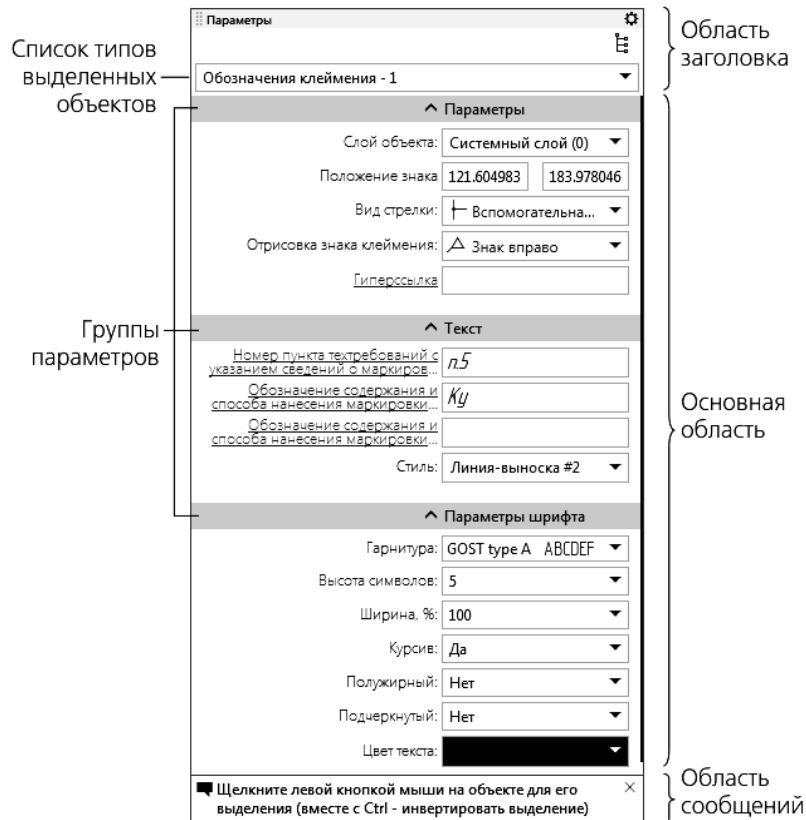 Параметры
Область
заголовка
Список типов
выделенных
объектов
Обозначения клеймения - 1
Параметры
Слой объекта: Системный слой (0)
Положение знака 121.604983 183.978046
Вид стрелки: Вспомогательна...
Отрисовка знака клеймения: Знак вправо
Гиперссылка
Группы
параметров
Текст
Номер пункта техтребований с
указанием сведений о маркиров... п.5
Обозначение содержания и
способа нанесения маркировки... Ку
Обозначение содержания и
способа нанесения маркировки...
Стиль: Линия-выноска #2
Основная
область
Параметры шрифта
Гарнитура: GOST type A ABCDEF
Высота символов: 5
Ширина, %: 100
Курсив: Да
Полужирный: Нет
Подчеркнутый: Нет
Цвет текста:
Щелкните левой кнопкой мыши на объекте для его
выделения (вместе с Ctrl - инвертировать выделение)
Область
сообщений